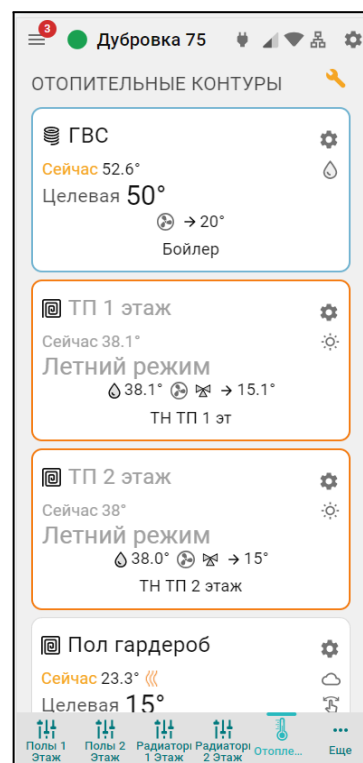 3
Дубровка 75
ОТОПИТЕЛЬНЫЕ КОНТУРЫ
ГВС
Сейчас 52.6°
Целевая 50°
→ 20°
Бойлер
ТП 1 этаж
Сейчас 38.1°
Летний режим
38.1° → 15.1°
ТН ТП 1 эт
ТП 2 этаж
Сейчас 38°
Летний режим
38.0° → 15°
ТН ТП 2 этаж
Пол гардероб
Сейчас 23.3°
Целевая 15°
Полы 1 Этаж
Полы 2 Этаж
Радиаторы 1 Этаж
Радиаторы 2 Этаж
Отопле...
Еще